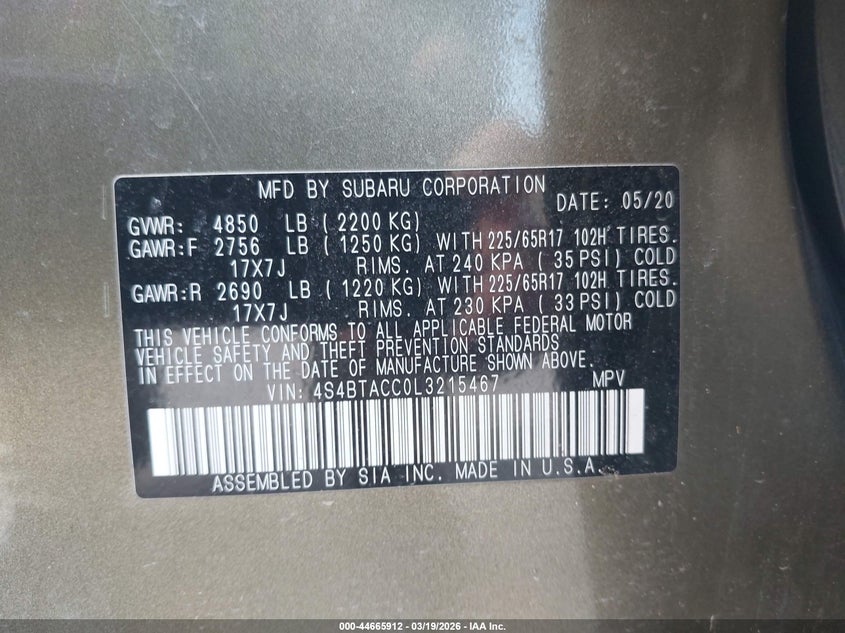 MFD BY SUBARU CORPORATION
DATE: 05/20
GVWR: 4850 LB ( 2200 KG)
GAWR:F 2756 LB ( 1250 KG) WITH 225/65R17 102H TIRES.
17X7J RIMS. AT 240 KPA ( 35 PSI) COLD
GAWR:R 2690 LB ( 1220 KG) WITH 225/65R17 102H TIRES.
17X7J RIMS. AT 230 KPA ( 33 PSI) COLD
THIS VEHICLE CONFORMS TO ALL APPLICABLE FEDERAL MOTOR
VEHICLE SAFETY AND THEFT PREVENTION STANDARDS
IN EFFECT ON THE DATE OF MANUFACTURE SHOWN ABOVE.
VIN: 4S4BTACC0L3215467 MPV
ASSEMBLED BY SIA INC. MADE IN U.S.A.
000-44665912 - 03/19/2026 - IAA Inc.